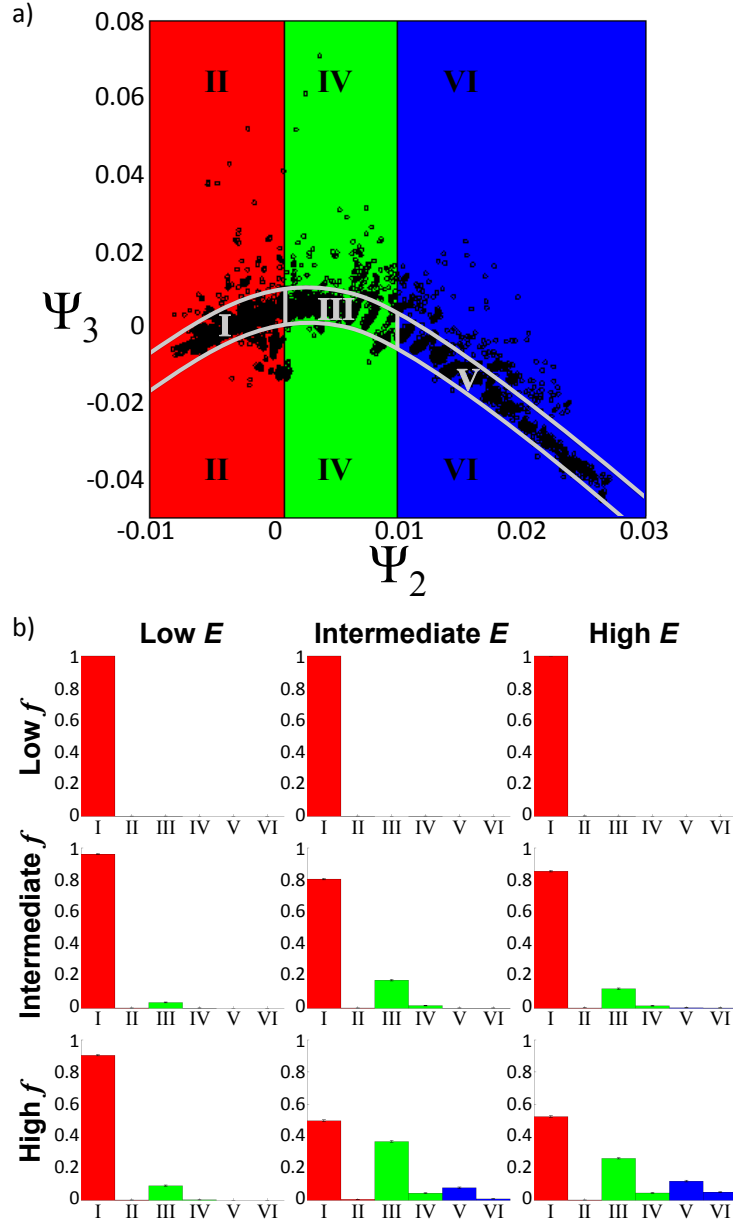 a)
0.08
II IV VI
0.06
0.04
0.02
Ψ3
0
I III V
-0.02
II IV VI
-0.04
-0.01 0 0.01 0.02 0.03
Ψ2
b)
Low E Intermediate E High E
Low f
1 1 1
0.8 0.8 0.8
0.6 0.6 0.6
0.4 0.4 0.4
0.2 0.2 0.2
0 0 0
I II III IV V VI I II III IV V VI I II III IV V VI
Intermediate f
1 1 1
0.8 0.8 0.8
0.6 0.6 0.6
0.4 0.4 0.4
0.2 0.2 0.2
0 0 0
I II III IV V VI I II III IV V VI I II III IV V VI
High f
1 1 1
0.8 0.8 0.8
0.6 0.6 0.6
0.4 0.4 0.4
0.2 0.2 0.2
0 0 0
I II III IV V VI I II III IV V VI I II III IV V VI